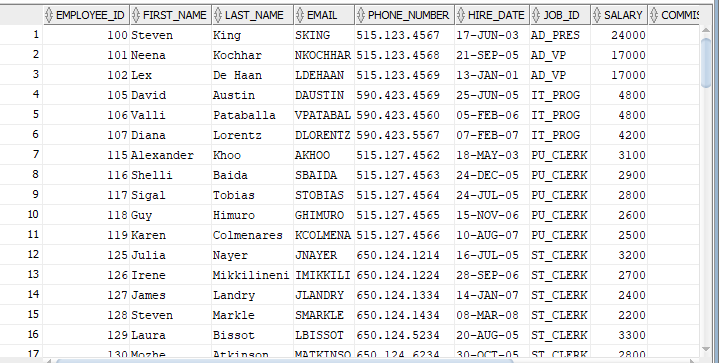 EMPLOYEE_ID FIRST_NAME LAST_NAME EMAIL PHONE_NUMBER HIRE_DATE JOB_ID SALARY COMMIS
1 100 Steven King SKING 515.123.4567 17-JUN-03 AD_PRES 24000
2 101 Neena Kochhar NKOCHHAR 515.123.4568 21-SEP-05 AD_VP 17000
3 102 Lex De Haan LDEHAAN 515.123.4569 13-JAN-01 AD_VP 17000
4 105 David Austin DAUSTIN 590.423.4569 25-JUN-05 IT_PROG 4800
5 106 Valli Pataballa VPATABAL 590.423.4560 05-FEB-06 IT_PROG 4800
6 107 Diana Lorentz DLORENTZ 590.423.5567 07-FEB-07 IT_PROG 4200
7 115 Alexander Khoo AKHOO 515.127.4562 18-MAY-03 PU_CLERK 3100
8 116 Shelli Baida SBAIDA 515.127.4563 24-DEC-05 PU_CLERK 2900
9 117 Sigal Tobias STOBIAS 515.127.4564 24-JUL-05 PU_CLERK 2800
10 118 Guy Himuro GHIMURO 515.127.4565 15-NOV-06 PU_CLERK 2600
11 119 Karen Colmenares KCOLMENA 515.127.4566 10-AUG-07 PU_CLERK 2500
12 125 Julia Nayer JNAYER 650.124.1214 16-JUL-05 ST_CLERK 3200
13 126 Irene Mikkilineni IMIKKILI 650.124.1224 28-SEP-06 ST_CLERK 2700
14 127 James Landry JLANDRY 650.124.1334 14-JAN-07 ST_CLERK 2400
15 128 Steven Markle SMARKLE 650.124.1434 08-MAR-08 ST_CLERK 2200
16 129 Laura Bissot LBISSOT 650.124.5234 20-AUG-05 ST_CLERK 3300
17 130 Mozhe Atkinson MATKINSO 650.124.6234 30-OCT-05 ST_CLERK 2800